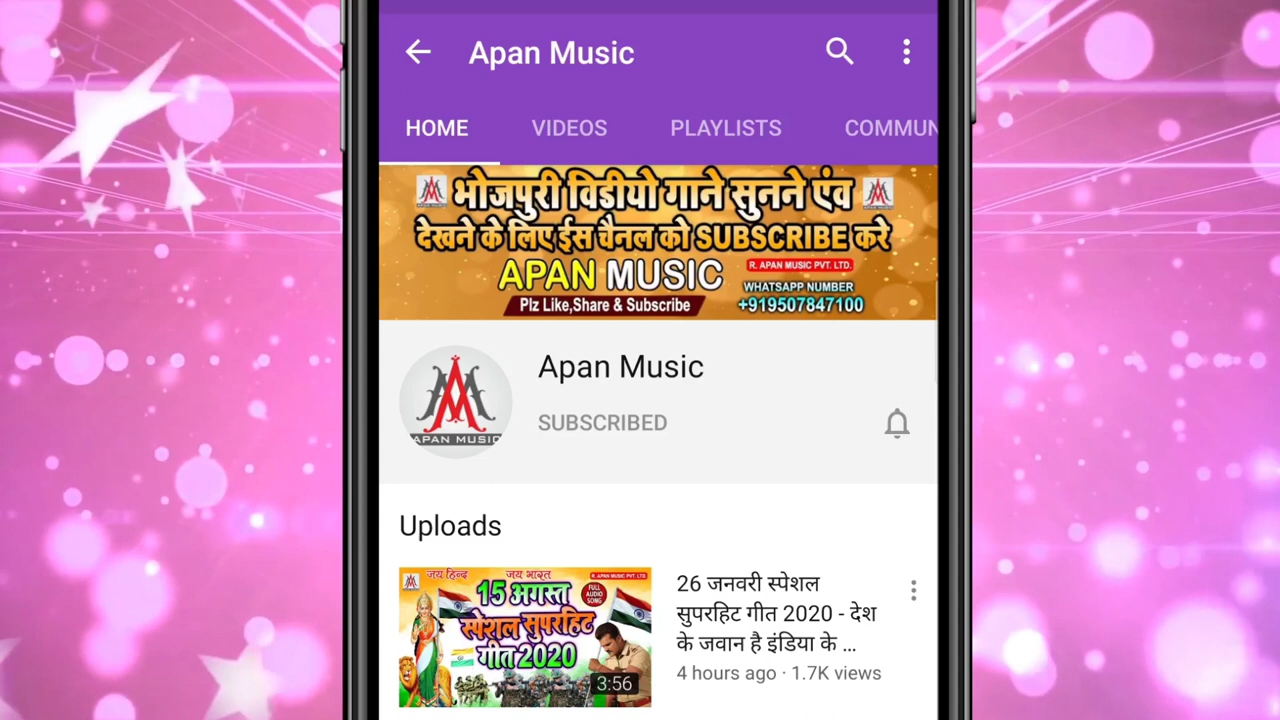 Apan Music
HOME VIDEOS PLAYLISTS COMMUN
भोजपुरी विडीयो गाने सुनने एंव
देखने के लिए ईस चैनल को SUBSCRIBE करे
APAN MUSIC
R. APAN MUSIC PVT. LTD.
WHATSAPP NUMBER
Plz Like,Share & Subscribe
+919507847100
Apan Music
SUBSCRIBED
APAN MUSIC
Uploads
जय हिन्द जय भारत
R. APAN MUSIC PVT. LTD
15 अगस्त
FULL
AUDIO
SONG
स्पेशल सुपरहिट
गीत 2020
3:56
26 जनवरी स्पेशल
सुपरहिट गीत 2020 - देश
के जवान है इंडिया के ...
4 hours ago · 1.7K views